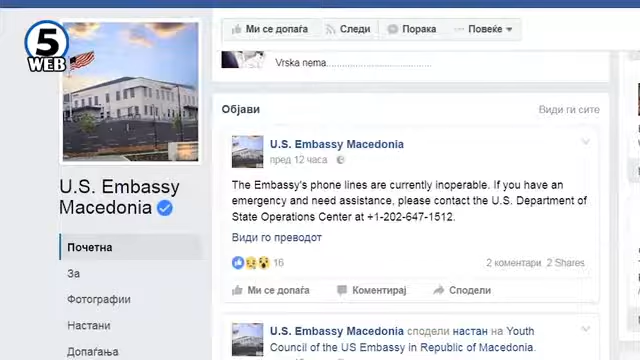 5
WEB
Ми се допаѓа
Следи
Порака
Повеќе
Vrska nema
Објави
Види ги сите
U.S. Embassy
Macedonia
Почетна
За
Фотографии
Настани
Допаѓања
U.S. Embassy Macedonia
пред 12 часа
The Embassy's phone lines are currently inoperable. If you have an
emergency and need assistance, please contact the U.S. Department of
State Operations Center at +1-202-647-1512.
Види го преводот
16
2 коментари 2 Shares
Ми се допаѓа
Коментирај
Сподели
U.S. Embassy Macedonia сподели настан на Youth
Council of the US Embassy in Republic of Macedonia.